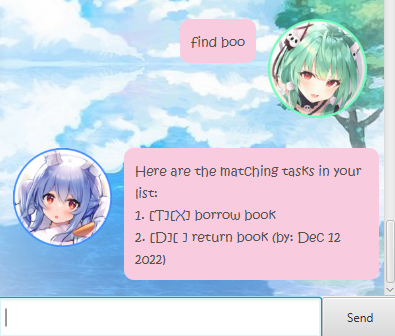 find boo
Here are the matching tasks in your
list:
1. [T][X] borrow book
2. [D][ ] return book (by: Dec 12
2022)
Send